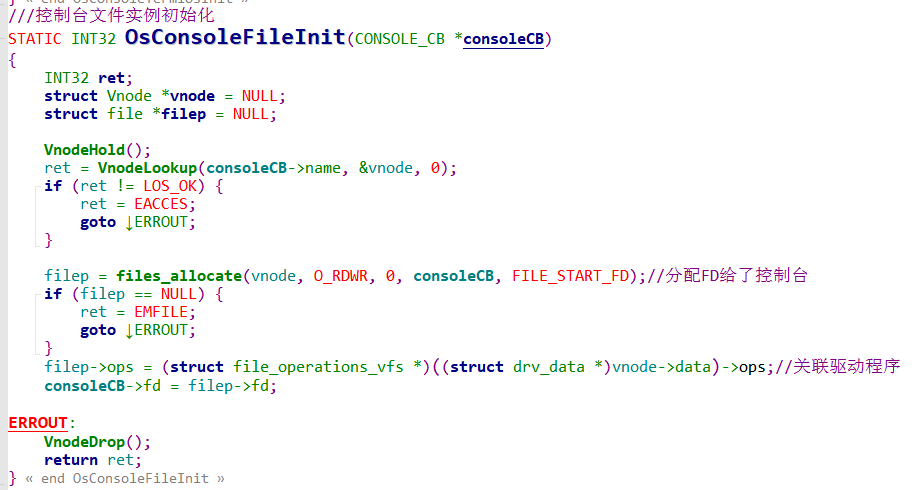 } « end OsConsoleTermiosInit »
///控制台文件实例初始化
STATIC INT32 OsConsoleFileInit(CONSOLE_CB *consoleCB)
{
    INT32 ret;
    struct Vnode *vnode = NULL;
    struct file *filep = NULL;

    VnodeHold();
    ret = VnodeLookup(consoleCB->name, &vnode, 0);
    if (ret != LOS_OK) {
        ret = EACCES;
        goto ↓ERROUT;
    }

    filep = files_allocate(vnode, O_RDWR, 0, consoleCB, FILE_START_FD);//分配FD给了控制台
    if (filep == NULL) {
        ret = EMFILE;
        goto ↓ERROUT;
    }
    filep->ops = (struct file_operations_vfs *)((struct drv_data *)vnode->data)->ops;//关联驱动程序
    consoleCB->fd = filep->fd;

ERROUT:
    VnodeDrop();
    return ret;
} « end OsConsoleFileInit »